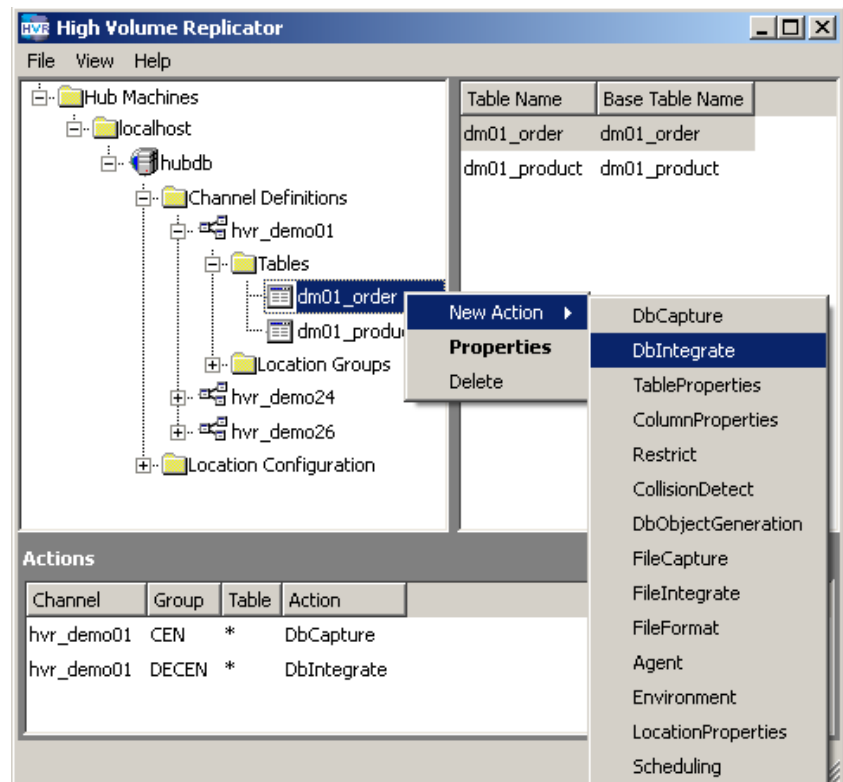 HVR High Volume Replicator
File View Help
Hub Machines
localhost
hubdb
Channel Definitions
hvr_demo01
Tables
dm01_order
dm01_produ
Location Groups
hvr_demo24
hvr_demo26
Location Configuration
Table Name Base Table Name
dm01_order dm01_order
dm01_product dm01_product
New Action
Properties
Delete
DbCapture
DbIntegrate
TableProperties
ColumnProperties
Restrict
CollisionDetect
DbObjectGeneration
FileCapture
FileIntegrate
FileFormat
Agent
Environment
LocationProperties
Scheduling
Actions
Channel Group Table Action
hvr_demo01 CEN * DbCapture
hvr_demo01 DECEN * DbIntegrate